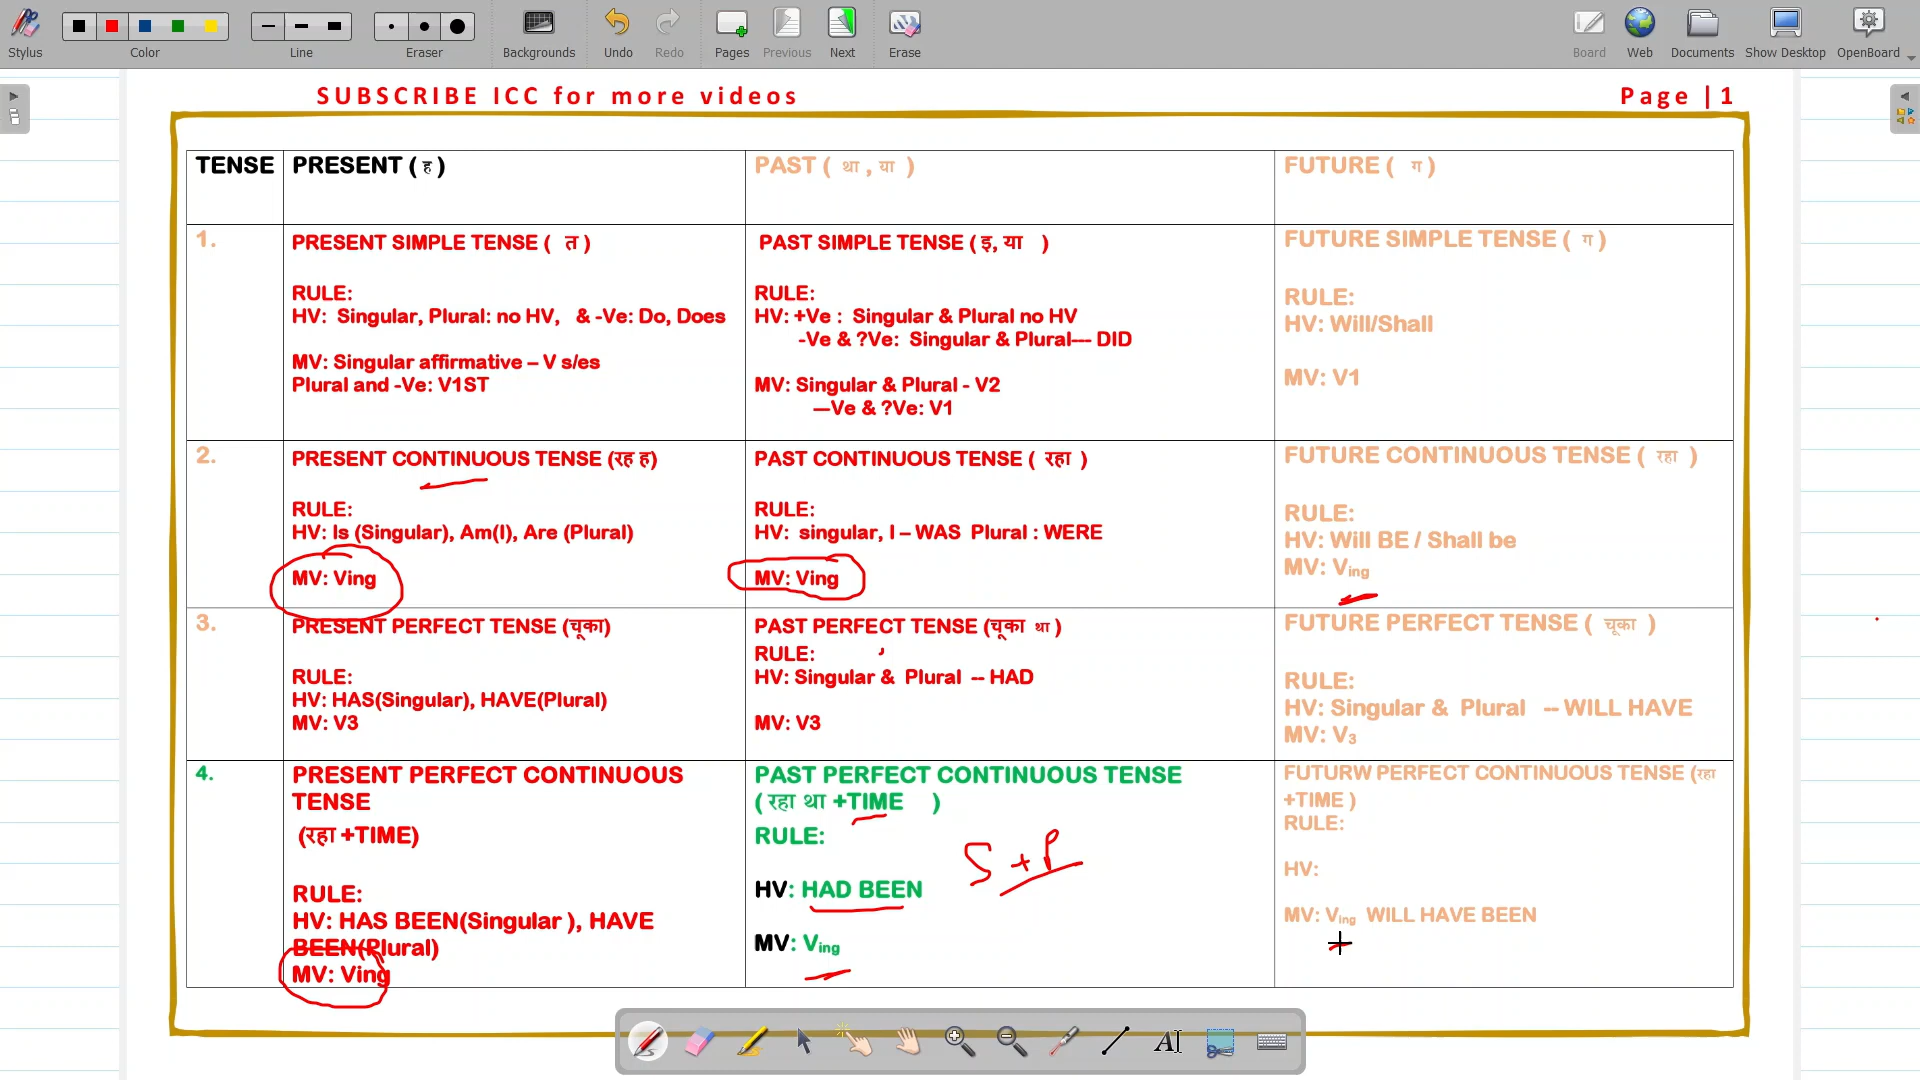 Stylus
Color
Line
Eraser
Backgrounds
Undo
Redo
Pages
Previous
Next
Erase
Board
Web
Documents
Show Desktop
OpenBoard
SUBSCRIBE ICC for more videos
Page | 1
TENSE
PRESENT ( ह )
PAST ( था , या )
FUTURE ( ग )
1.
PRESENT SIMPLE TENSE ( त )
RULE:
HV: Singular, Plural: no HV, & -Ve: Do, Does
MV: Singular affirmative – V s/es
Plural and -Ve: V1ST
PAST SIMPLE TENSE ( इ, या )
RULE:
HV: +Ve : Singular & Plural no HV
-Ve & ?Ve: Singular & Plural--- DID
MV: Singular & Plural - V2
—Ve & ?Ve: V1
FUTURE SIMPLE TENSE ( ग )
RULE:
HV: Will/Shall
MV: V1
2.
PRESENT CONTINUOUS TENSE (रह ह)
RULE:
HV: Is (Singular), Am(I), Are (Plural)
MV: Ving
PAST CONTINUOUS TENSE ( रहा )
RULE:
HV: singular, I – WAS Plural : WERE
MV: Ving
FUTURE CONTINUOUS TENSE ( रहा )
RULE:
HV: Will BE / Shall be
MV: Ving
3.
PRESENT PERFECT TENSE (चूका)
RULE:
HV: HAS(Singular), HAVE(Plural)
MV: V3
PAST PERFECT TENSE (चूका था )
RULE:
HV: Singular & Plural -- HAD
MV: V3
FUTURE PERFECT TENSE ( चूका )
RULE:
HV: Singular & Plural -- WILL HAVE
MV: V3
4.
PRESENT PERFECT CONTINUOUS
TENSE
(रहा +TIME)
RULE:
HV: HAS BEEN(Singular ), HAVE
BEEN(Plural)
MV: Ving
PAST PERFECT CONTINUOUS TENSE
( रहा था +TIME )
RULE:
S + P
HV: HAD BEEN
MV: Ving
FUTURW PERFECT CONTINUOUS TENSE (रहा
+TIME )
RULE:
HV:
MV: Ving WILL HAVE BEEN